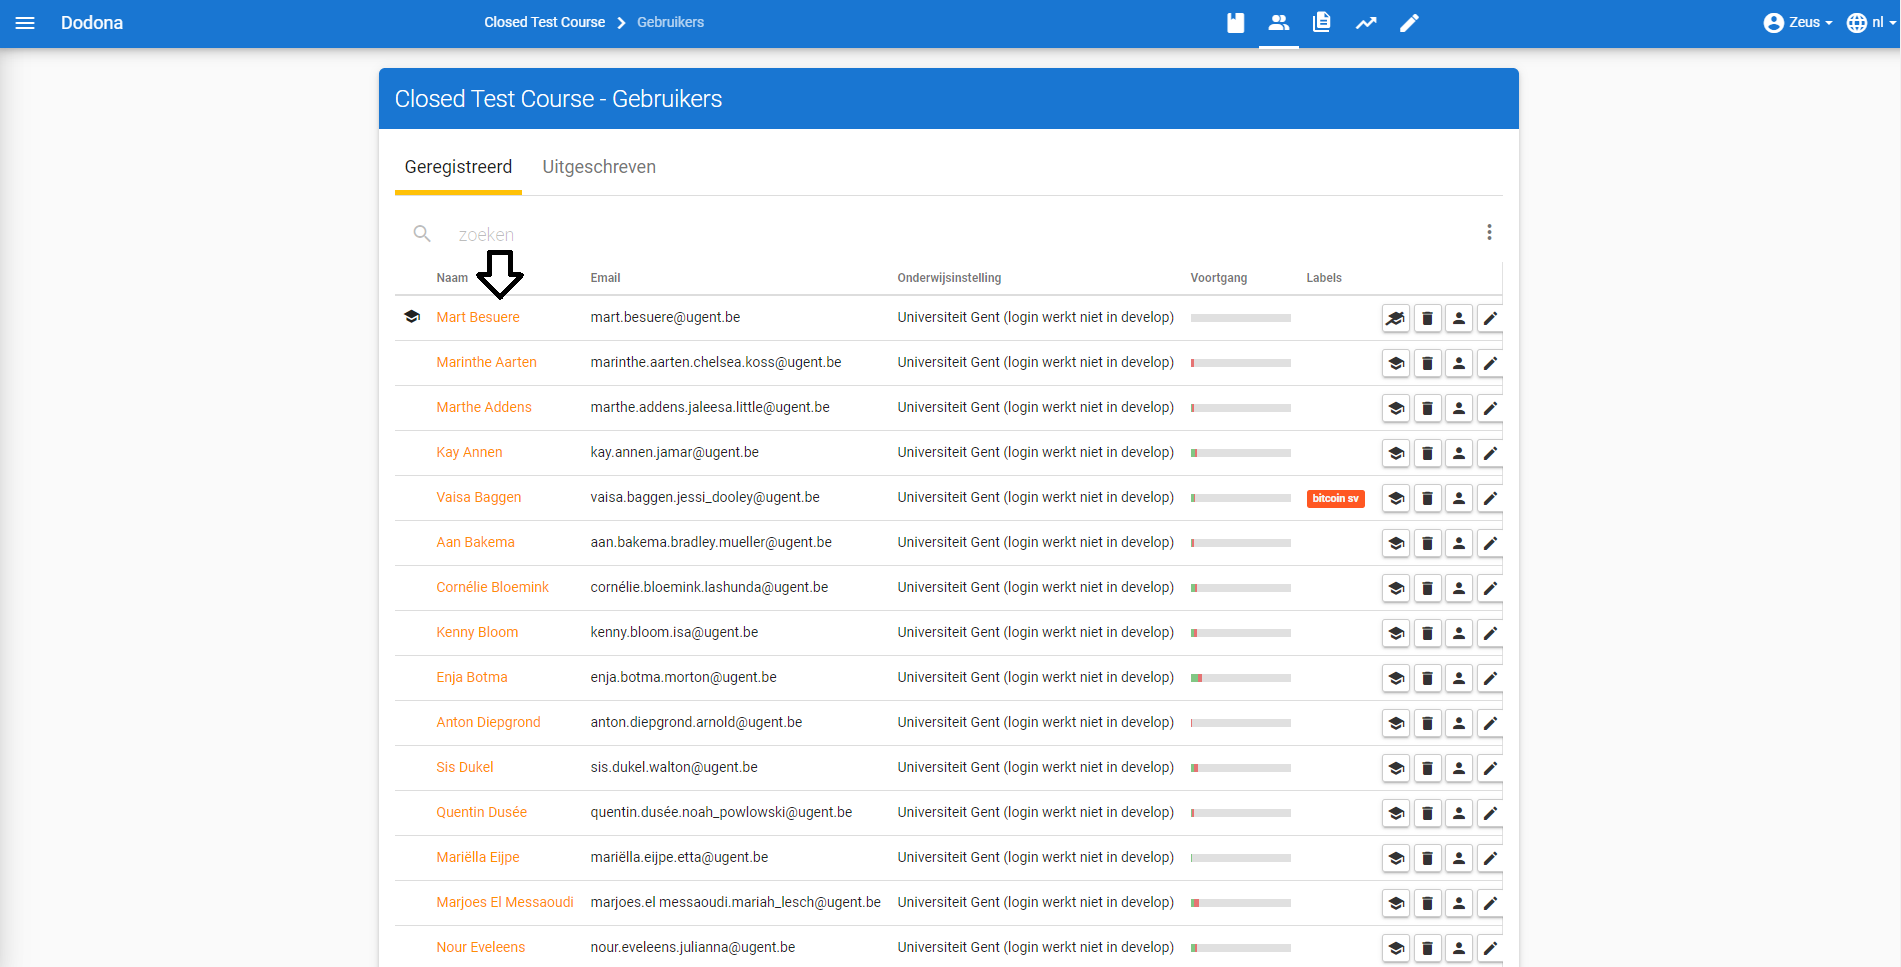 Dodona
Closed Test Course Gebruikers
Zeus nl
Closed Test Course - Gebruikers
Geregistreerd Uitgeschreven
zoeken
Naam Email Onderwijsinstelling Voortgang Labels
Mart Besuere mart.besuere@ugent.be Universiteit Gent (login werkt niet in develop)
Marinthe Aarten marinthe.aarten.chelsea.koss@ugent.be Universiteit Gent (login werkt niet in develop)
Marthe Addens marthe.addens.jaleesa.little@ugent.be Universiteit Gent (login werkt niet in develop)
Kay Annen kay.annen.jamar@ugent.be Universiteit Gent (login werkt niet in develop)
Vaisa Baggen vaisa.baggen.jessi_dooley@ugent.be Universiteit Gent (login werkt niet in develop) bitcoin sv
Aan Bakema aan.bakema.bradley.mueller@ugent.be Universiteit Gent (login werkt niet in develop)
Cornélie Bloemink cornélie.bloemink.lashunda@ugent.be Universiteit Gent (login werkt niet in develop)
Kenny Bloom kenny.bloom.isa@ugent.be Universiteit Gent (login werkt niet in develop)
Enja Botma enja.botma.morton@ugent.be Universiteit Gent (login werkt niet in develop)
Anton Diepgrond anton.diepgrond.arnold@ugent.be Universiteit Gent (login werkt niet in develop)
Sis Dukel sis.dukel.walton@ugent.be Universiteit Gent (login werkt niet in develop)
Quentin Dusée quentin.dusée.noah_powlowski@ugent.be Universiteit Gent (login werkt niet in develop)
Mariëlla Eijpe mariëlla.eijpe.etta@ugent.be Universiteit Gent (login werkt niet in develop)
Marjoes El Messaoudi marjoes.el messaoudi.mariah_lesch@ugent.be Universiteit Gent (login werkt niet in develop)
Nour Eveleens nour.eveleens.julianna@ugent.be Universiteit Gent (login werkt niet in develop)